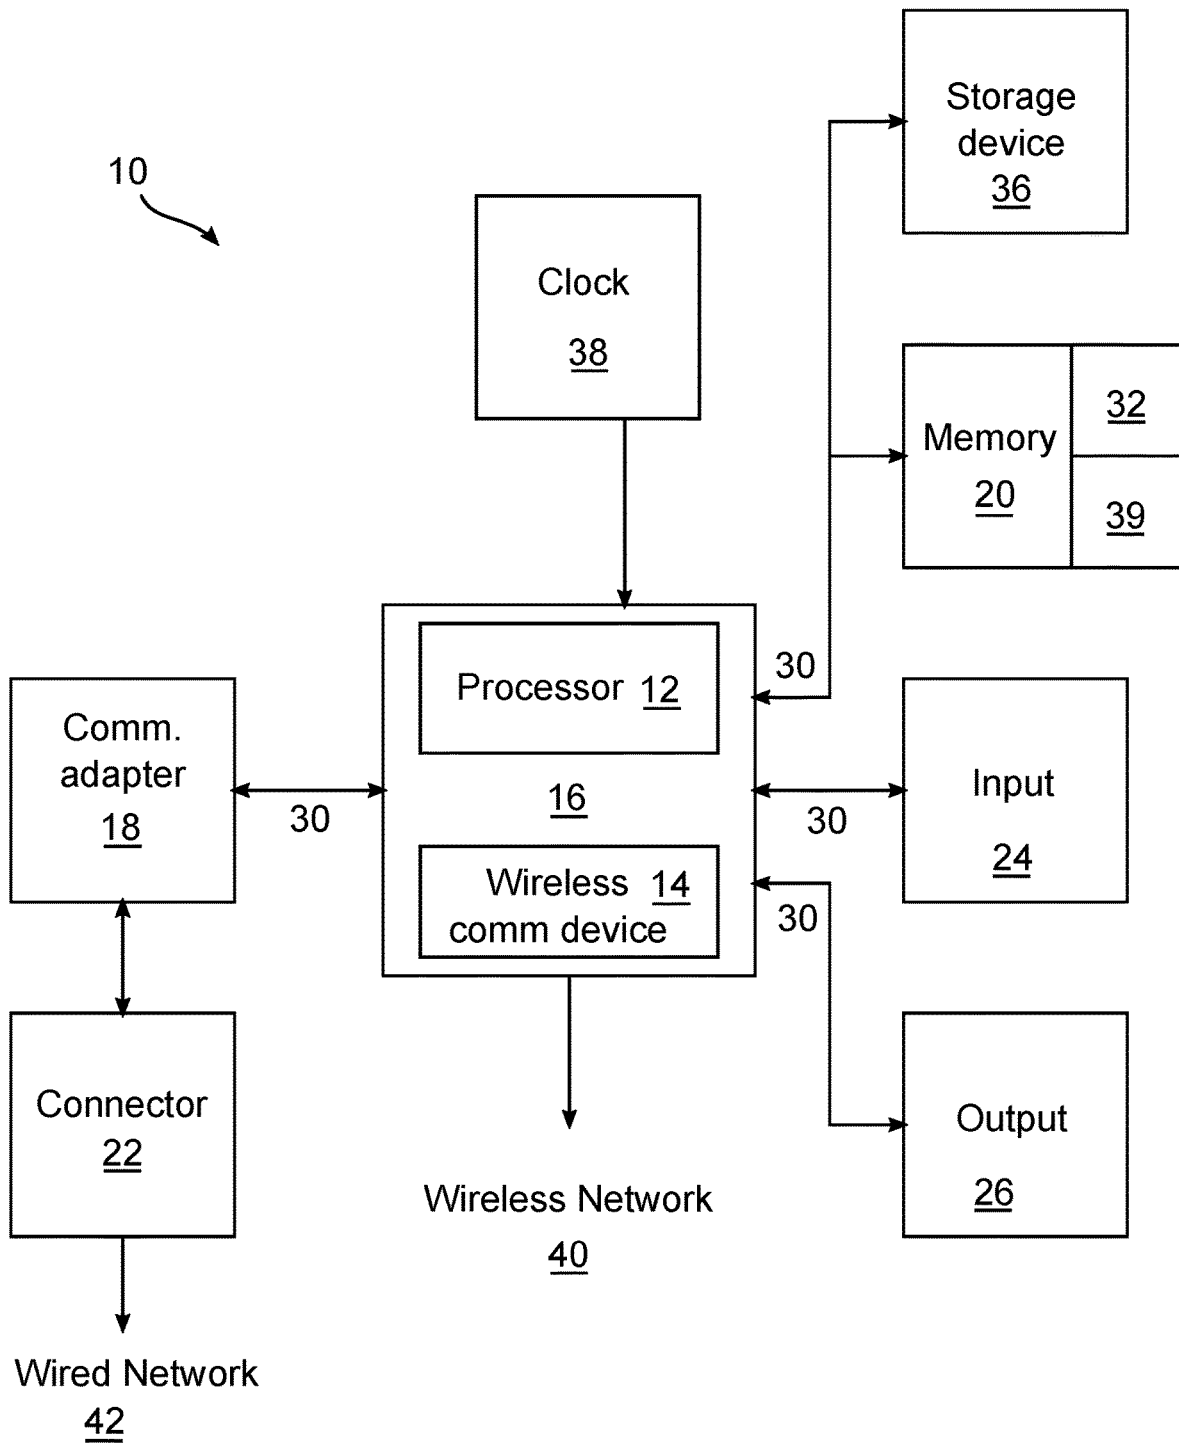 10
Storage
device
36
Clock
38
Memory
20
32
39
Processor 12
30
Comm.
adapter
18
30
16
30
Input
24
Wireless 14
comm device
30
Connector
22
Output
26
Wireless Network
40
Wired Network
42